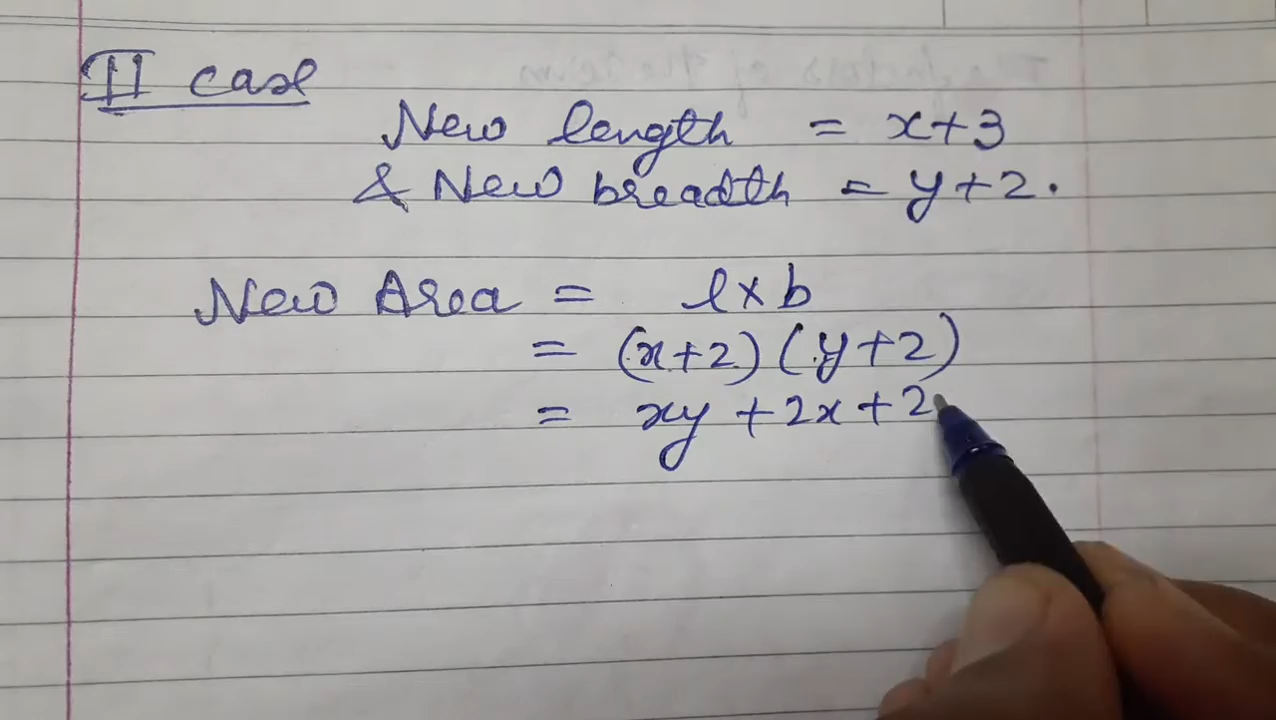 II case
New length = x+3
& New breadth = y+2.
New Area = l×b
= (x+2) (y+2)
= xy +2x+2